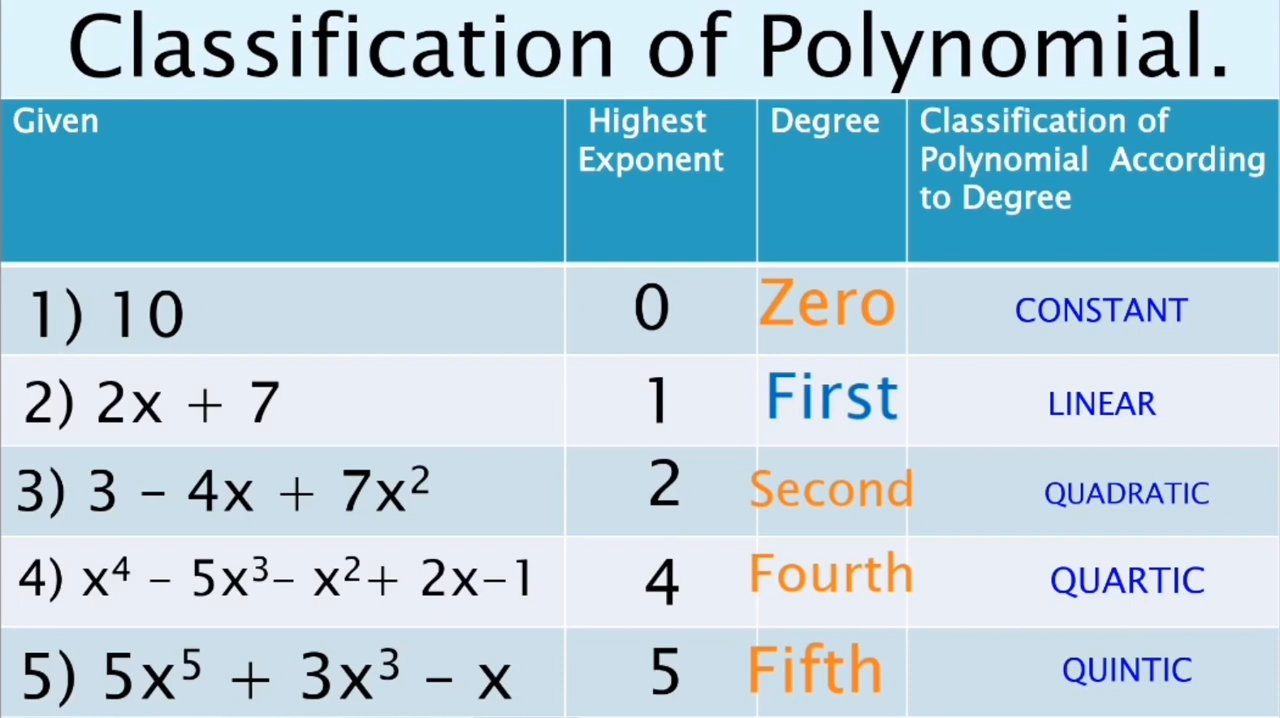 Classification of Polynomial.
Given
Highest
Exponent
Degree
Classification of
Polynomial According
to Degree
1) 10
0
Zero
CONSTANT
2) 2x + 7
1
First
LINEAR
3) 3 – 4x + 7x²
2
Second
QUADRATIC
4) x⁴ – 5x³– x²+ 2x–1
4
Fourth
QUARTIC
5) 5x⁵ + 3x³ – x
5
Fifth
QUINTIC